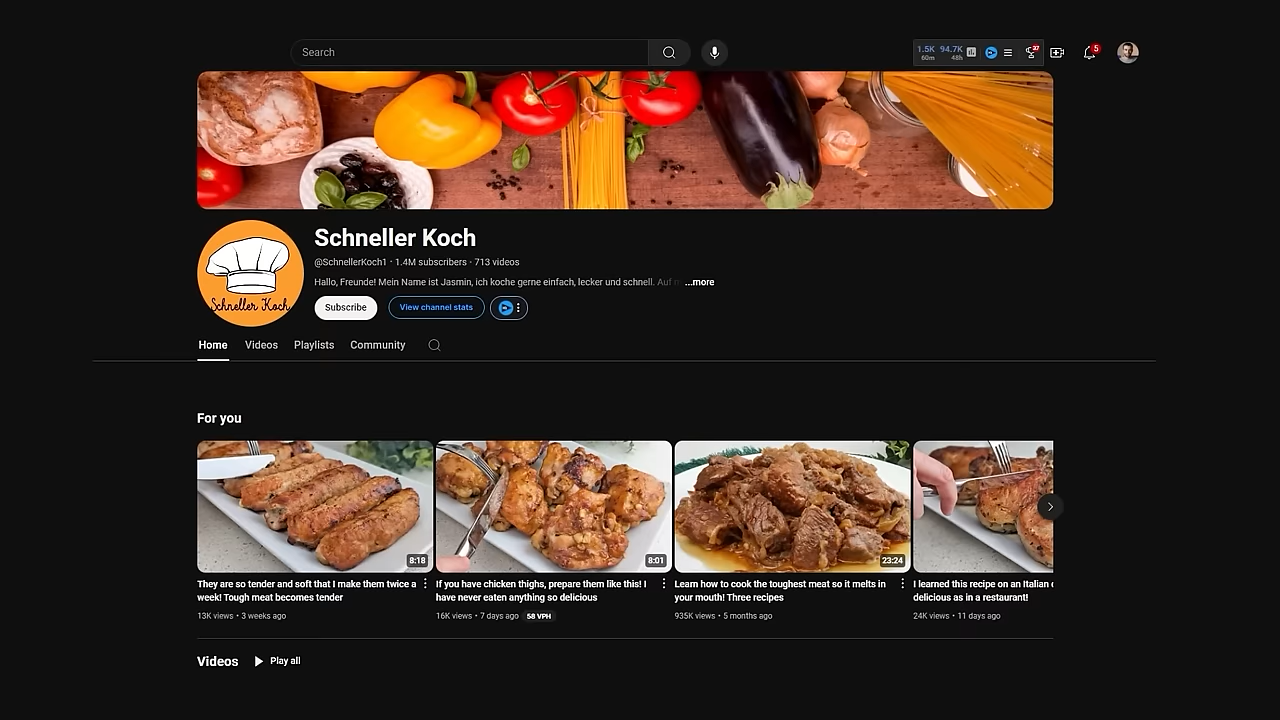 Search
1.5K 94.7K
60m 48h
37
5
Schneller Koch
Schneller Koch
@SchnellerKoch1 · 1.4M subscribers · 713 videos
Hallo, Freunde! Mein Name ist Jasmin, ich koche gerne einfach, lecker und schnell. Auf ...more
Subscribe
View channel stats
Home Videos Playlists Community
For you
8:18
8:01
23:24
They are so tender and soft that I make them twice a
week! Tough meat becomes tender
13K views • 3 weeks ago
If you have chicken thighs, prepare them like this! I
have never eaten anything so delicious
16K views • 7 days ago 58 VPH
Learn how to cook the toughest meat so it melts in
your mouth! Three recipes
935K views • 5 months ago
I learned this recipe on an Italian
delicious as in a restaurant!
24K views • 11 days ago
Videos
Play all